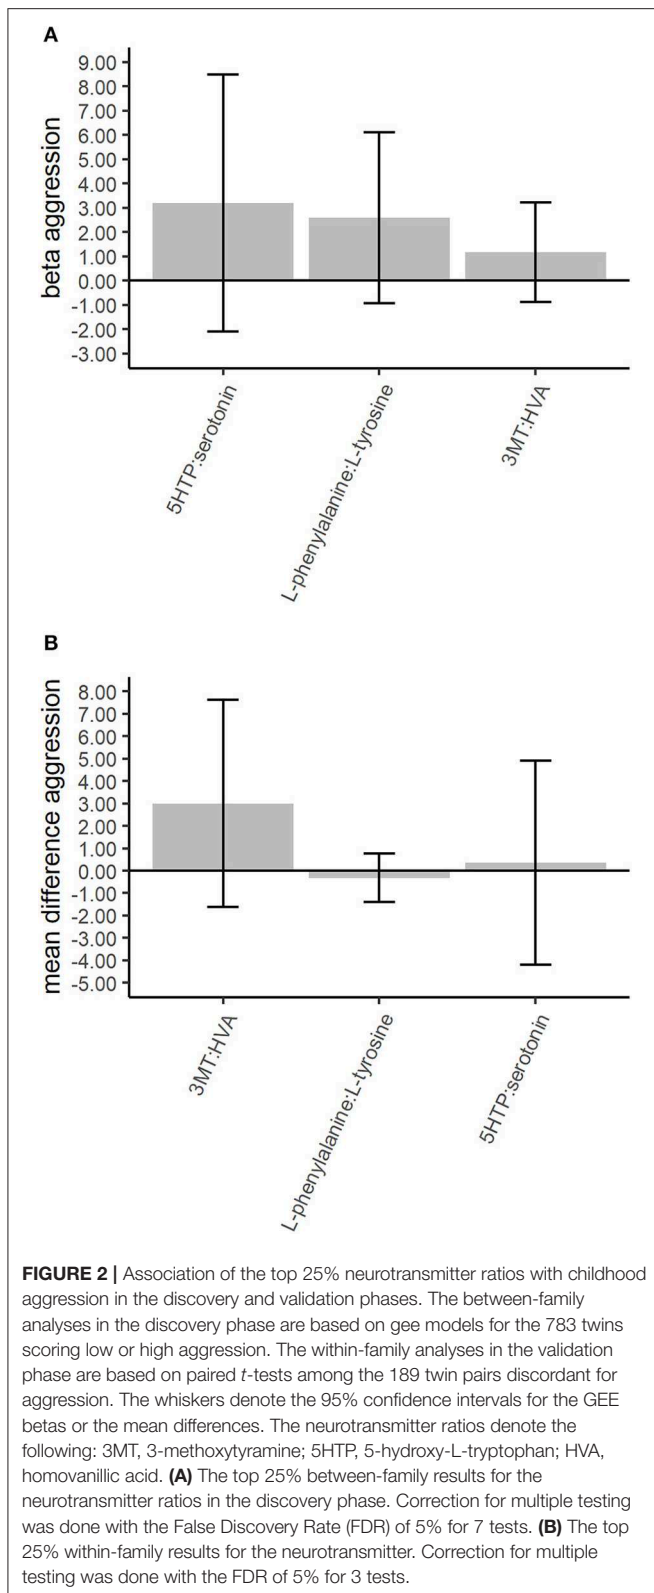 A
9.00
8.00
7.00
6.00
5.00
4.00
3.00
2.00
1.00
0.00
-1.00
-2.00
-3.00
beta aggression
5HTP:serotonin
L-phenylalanine:L-tyrosine
3MT:HVA
B
8.00
7.00
6.00
5.00
4.00
3.00
2.00
1.00
0.00
-1.00
-2.00
-3.00
-4.00
-5.00
mean difference aggression
3MT:HVA
L-phenylalanine:L-tyrosine
5HTP:serotonin
FIGURE 2 | Association of the top 25% neurotransmitter ratios with childhood
aggression in the discovery and validation phases. The between-family
analyses in the discovery phase are based on gee models for the 783 twins
scoring low or high aggression. The within-family analyses in the validation
phase are based on paired t-tests among the 189 twin pairs discordant for
aggression. The whiskers denote the 95% confidence intervals for the GEE
betas or the mean differences. The neurotransmitter ratios denote the
following: 3MT, 3-methoxytyramine; 5HTP, 5-hydroxy-L-tryptophan; HVA,
homovanillic acid. (A) The top 25% between-family results for the
neurotransmitter ratios in the discovery phase. Correction for multiple testing
was done with the False Discovery Rate (FDR) of 5% for 7 tests. (B) The top
25% within-family results for the neurotransmitter. Correction for multiple
testing was done with the FDR of 5% for 3 tests.